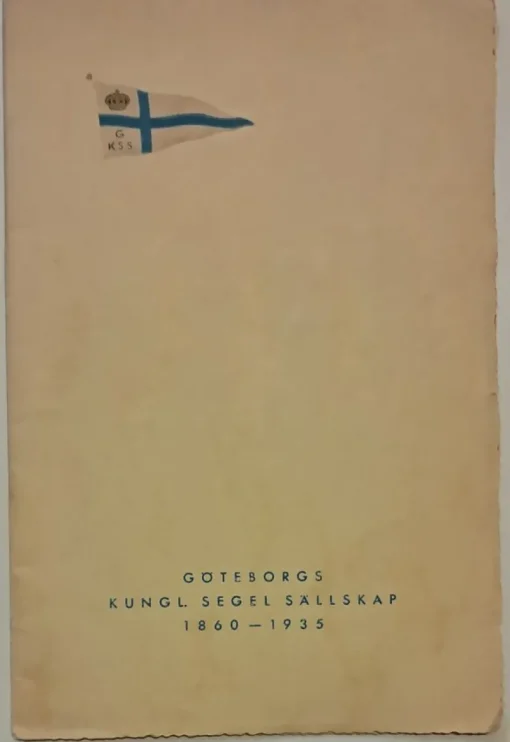 G
KSS
GÖTEBORGS
KUNGL. SEGEL SÄLLSKAP
1860—1935